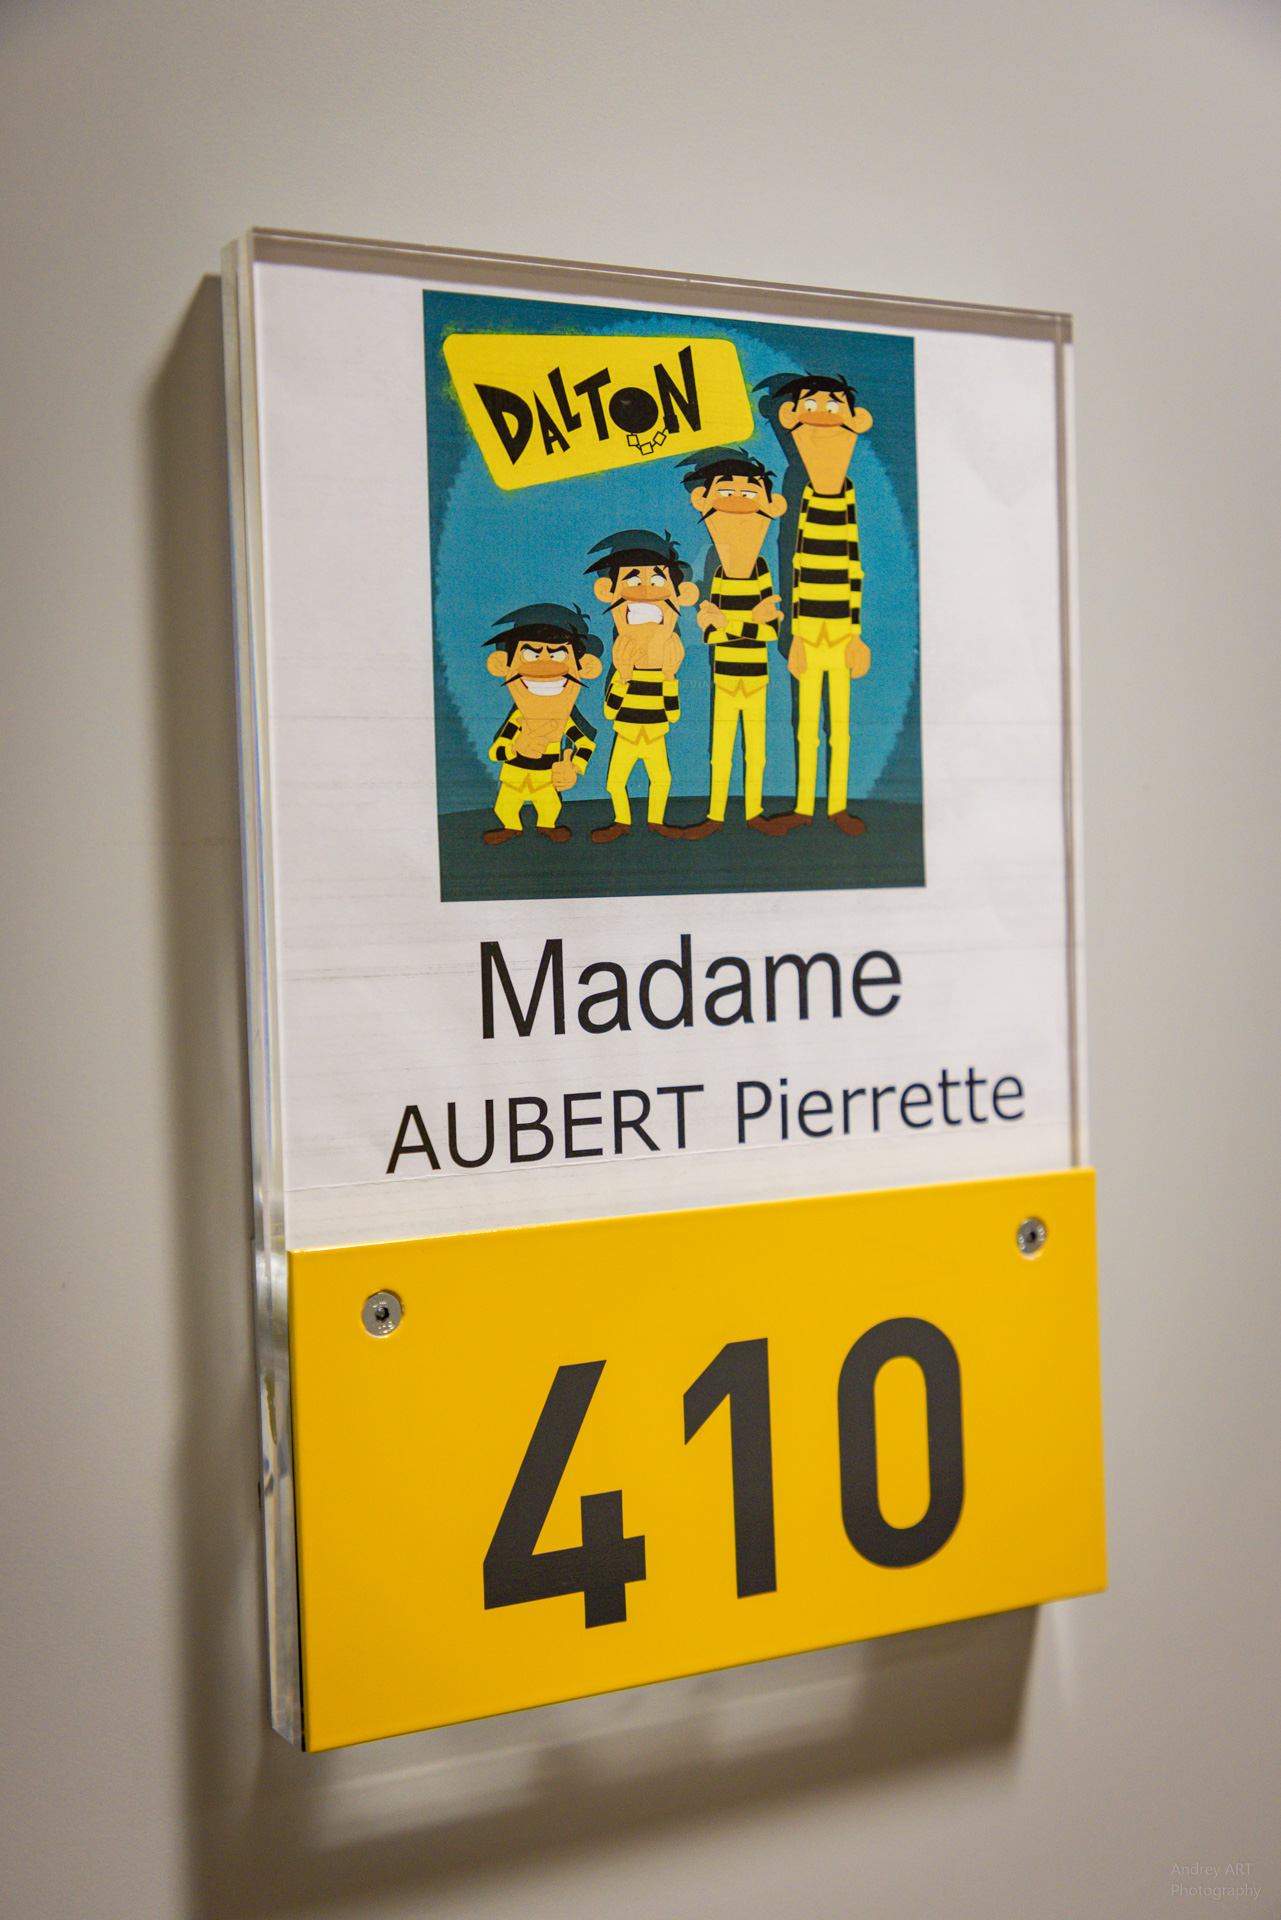 DALTON
Madame
AUBERT Pierrette
410
Andrey ART
Photography